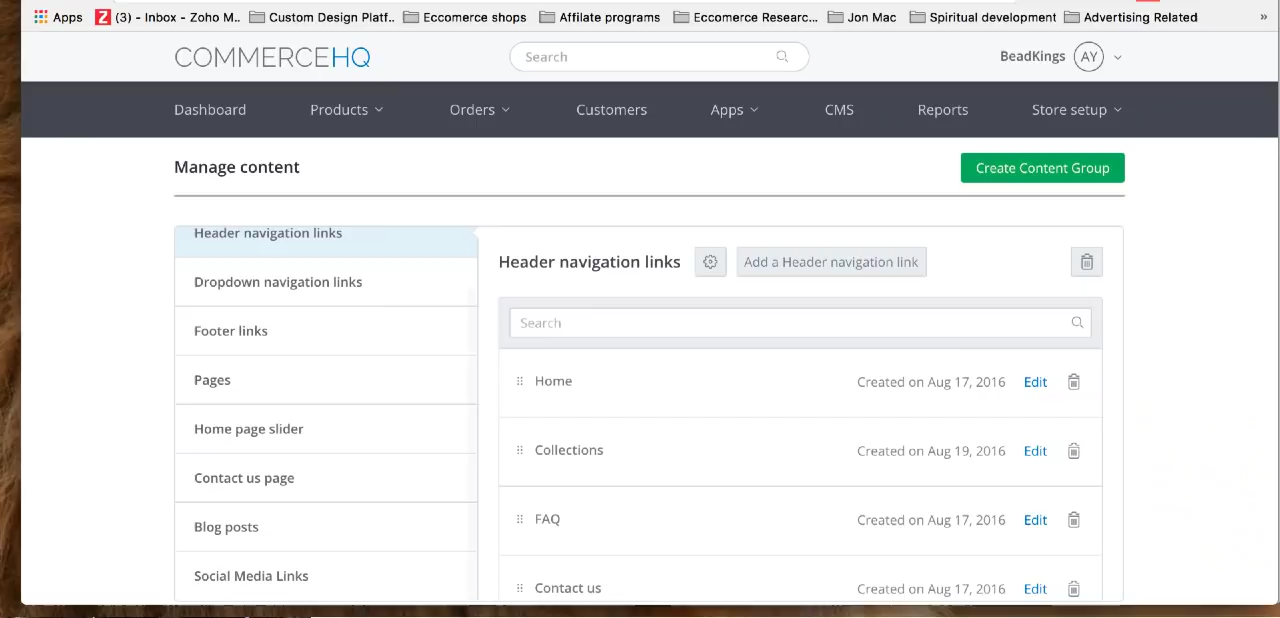 Apps (3) - Inbox - Zoho M.. Custom Design Platf.. Eccomerce shops Affilate programs Eccomerce Researc... Jon Mac Spiritual development Advertising Related »
COMMERCEHQ Search BeadKings AY
Dashboard Products Orders Customers Apps CMS Reports Store setup
Manage content Create Content Group
Header navigation links
Dropdown navigation links
Footer links
Pages
Home page slider
Contact us page
Blog posts
Social Media Links
Header navigation links Add a Header navigation link
Search
Home Created on Aug 17, 2016 Edit
Collections Created on Aug 19, 2016 Edit
FAQ Created on Aug 17, 2016 Edit
Contact us Created on Aug 17, 2016 Edit